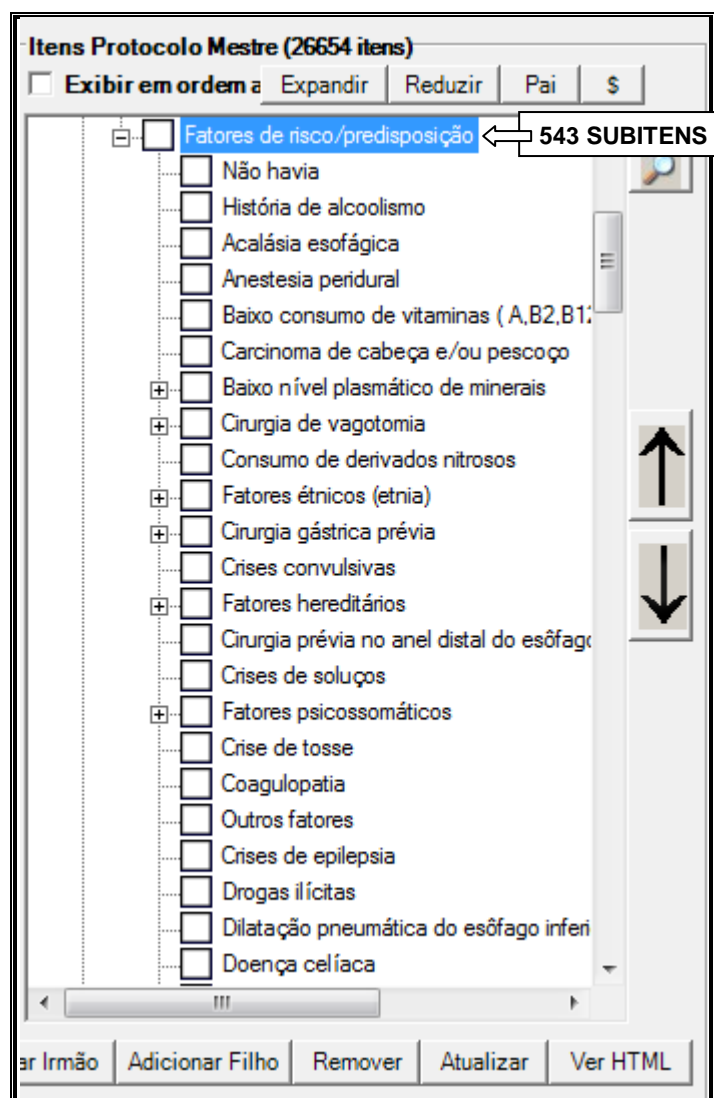 Itens Protocolo Mestre (26654 itens)
Exibir em ordem a Expandir Reduzir Pai $
Fatores de risco/predisposição 543 SUBITENS
Não havia
História de alcoolismo
Acalásia esofágica
Anestesia peridural
Baixo consumo de vitaminas ( A,B2,B12
Carcinoma de cabeça e/ou pescoço
Baixo nível plasmático de minerais
Cirurgia de vagotomia
Consumo de derivados nitrosos
Fatores étnicos (etnia)
Cirurgia gástrica prévia
Crises convulsivas
Fatores hereditários
Cirurgia prévia no anel distal do esôfago
Crises de soluços
Fatores psicossomáticos
Crise de tosse
Coagulopatia
Outros fatores
Crises de epilepsia
Drogas ilícitas
Dilatação pneumática do esôfago inferi
Doença celíaca
ar Irmão Adicionar Filho Remover Atualizar Ver HTML